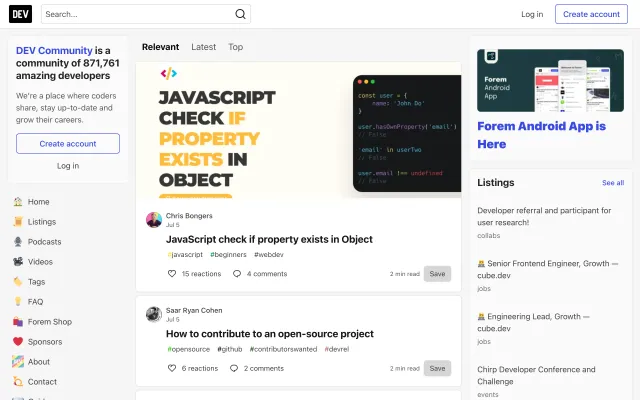 DEV
Search...
Log in
Create account
DEV Community is a
community of 871,761
amazing developers
We're a place where coders
share, stay up-to-date and
grow their careers.
Create account
Log in
Home
Listings
Podcasts
Videos
Tags
FAQ
Forem Shop
Sponsors
About
Contact
Relevant
Latest
Top
</>
JAVASCRIPT
CHECK IF
PROPERTY
EXISTS IN
OBJECT
const user = {
name: 'John Do'
}
user.hasOwnProperty('email')
// False
'email' in userTwo
// False
user.email !== undefined
// False
Chris Bongers
Jul 5
JavaScript check if property exists in Object
#javascript #beginners #webdev
15 reactions
4 comments
2 min read
Save
Saar Ryan Cohen
Jul 5
How to contribute to an open-source project
#opensource #github #contributorswanted #devrel
6 reactions
2 comments
2 min read
Save
Forem
Android
App
Forem Android App is
Here
Listings
See all
Developer referral and participant for
user research!
collabs
Senior Frontend Engineer, Growth —
cube.dev
jobs
Engineering Lead, Growth —
cube.dev
jobs
Chirp Developer Conference and
Challenge
events